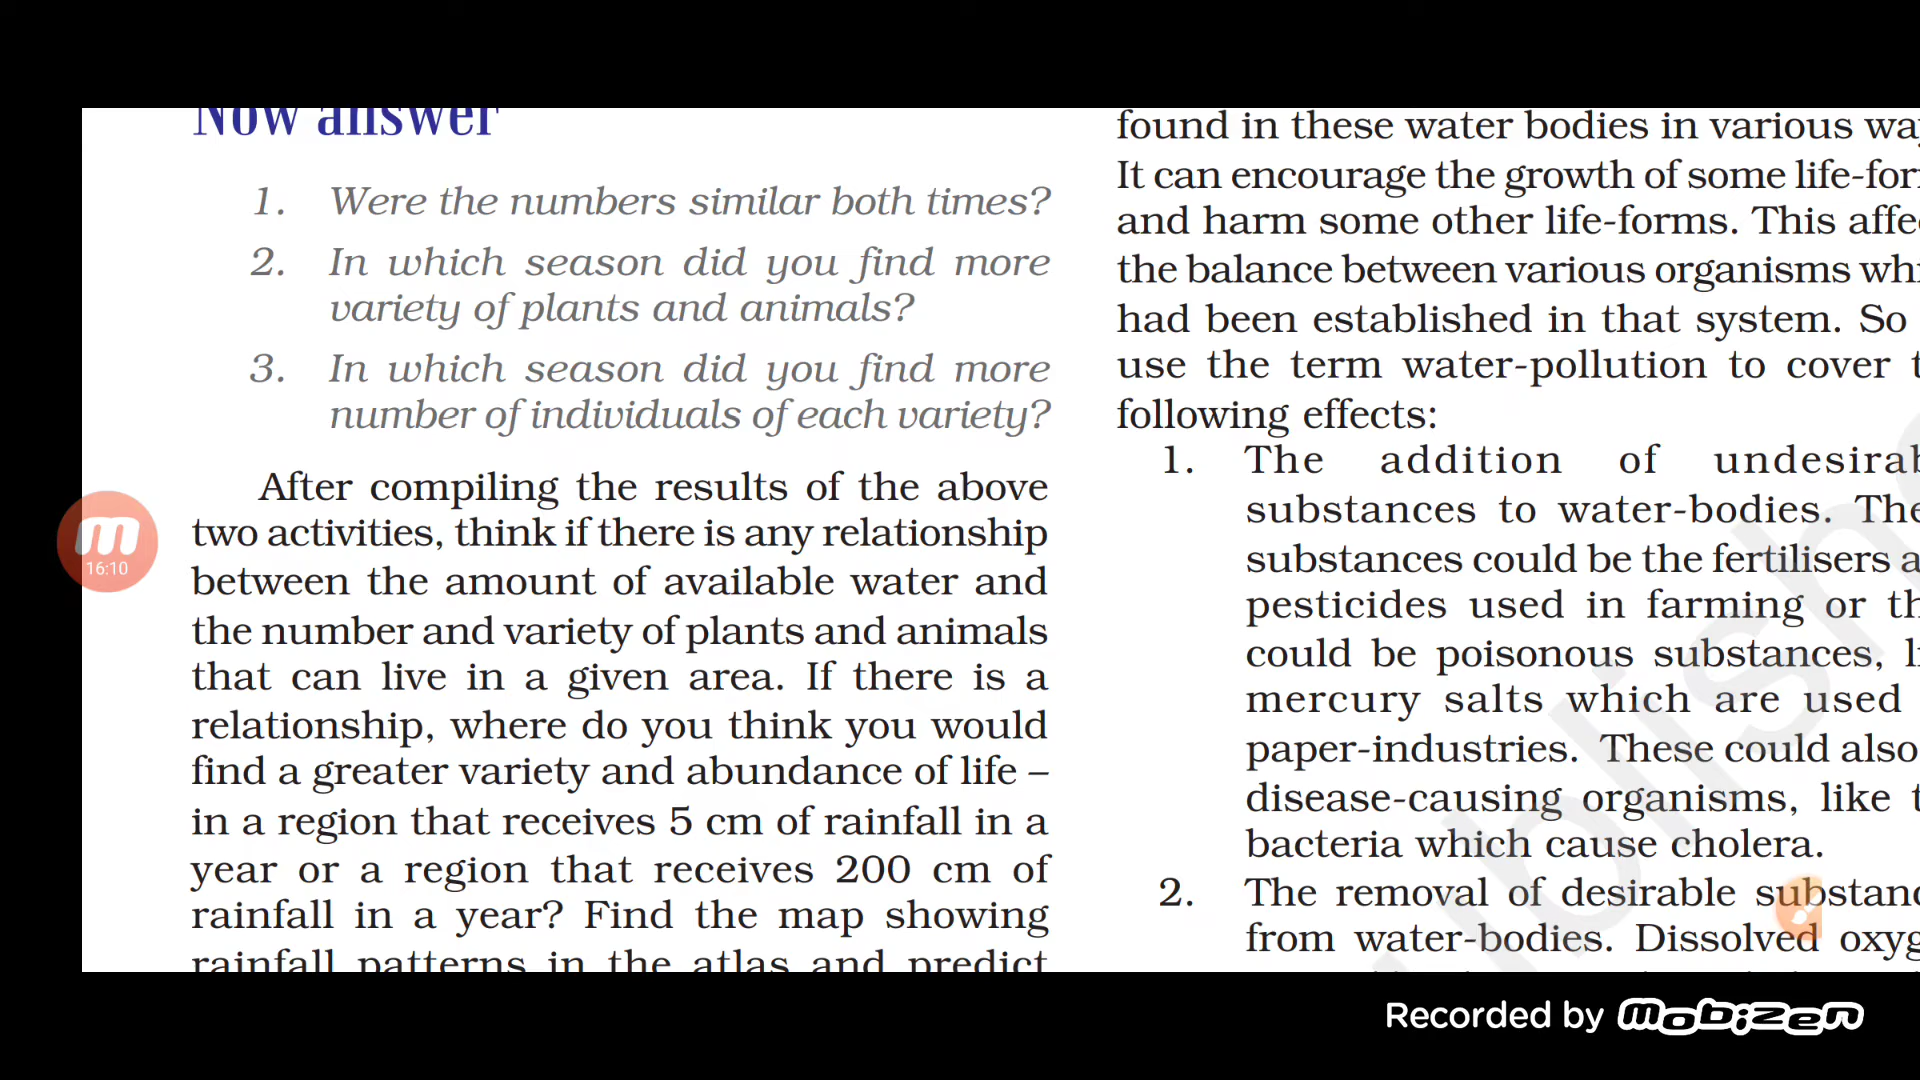 Now answer
1. Were the numbers similar both times?
2. In which season did you find more
variety of plants and animals?
3. In which season did you find more
number of individuals of each variety?
After compiling the results of the above
two activities, think if there is any relationship
between the amount of available water and
the number and variety of plants and animals
that can live in a given area. If there is a
relationship, where do you think you would
find a greater variety and abundance of life –
in a region that receives 5 cm of rainfall in a
year or a region that receives 200 cm of
rainfall in a year? Find the map showing
rainfall patterns in the atlas and predict
found in these water bodies in various
It can encourage the growth of some
and harm some other life-forms. This
the balance between various organisms
had been established in that system. So
use the term water-pollution to cover
following effects:
1. The addition of
substances to water-bodies.
substances could be the fertilisers
pesticides used in farming or
could be poisonous substances,
mercury salts which are used
paper-industries. These could also
disease-causing organisms, like
bacteria which cause cholera.
2. The removal of desirable
from water-bodies. Dissolved
16:10
Recorded by mobizen